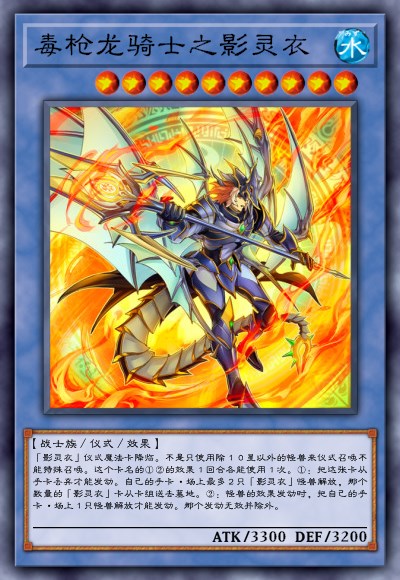 毒枪龙骑士之影灵衣
水
【战士族／仪式／效果】
「影灵衣」仪式魔法卡降临。不是只使用除１０星以外的怪兽来仪式召唤不
能特殊召唤。这个卡名的①②的效果１回合各能使用１次。①：把这张卡从
手卡丢弃才能发动。自己的手卡・场上最多２只「影灵衣」怪兽解放，那个
数量的「影灵衣」卡从卡组送去墓地。②：怪兽的效果发动时，把自己的手
卡・场上１只怪兽解放才能发动。那个发动无效并除外。
ATK/3300 DEF/3200